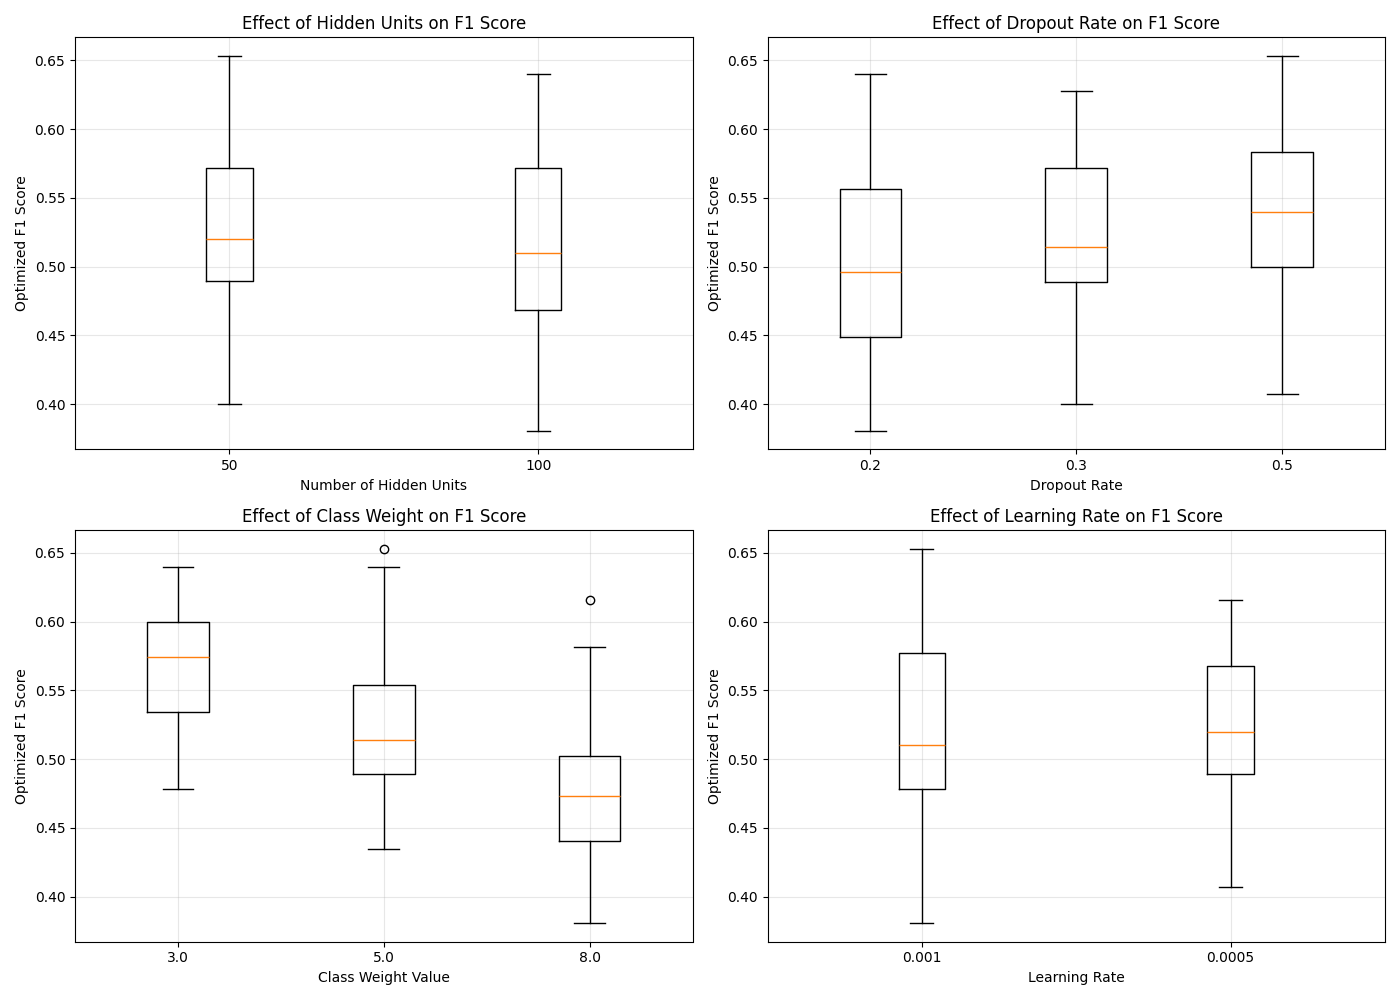 Effect of Hidden Units on F1 Score
Optimized F1 Score
0.65
0.60
0.55
0.50
0.45
0.40
50 100
Number of Hidden Units
Effect of Dropout Rate on F1 Score
Optimized F1 Score
0.65
0.60
0.55
0.50
0.45
0.40
0.2 0.3 0.5
Dropout Rate
Effect of Class Weight on F1 Score
Optimized F1 Score
0.65
0.60
0.55
0.50
0.45
0.40
3.0 5.0 8.0
Class Weight Value
Effect of Learning Rate on F1 Score
Optimized F1 Score
0.65
0.60
0.55
0.50
0.45
0.40
0.001 0.0005
Learning Rate